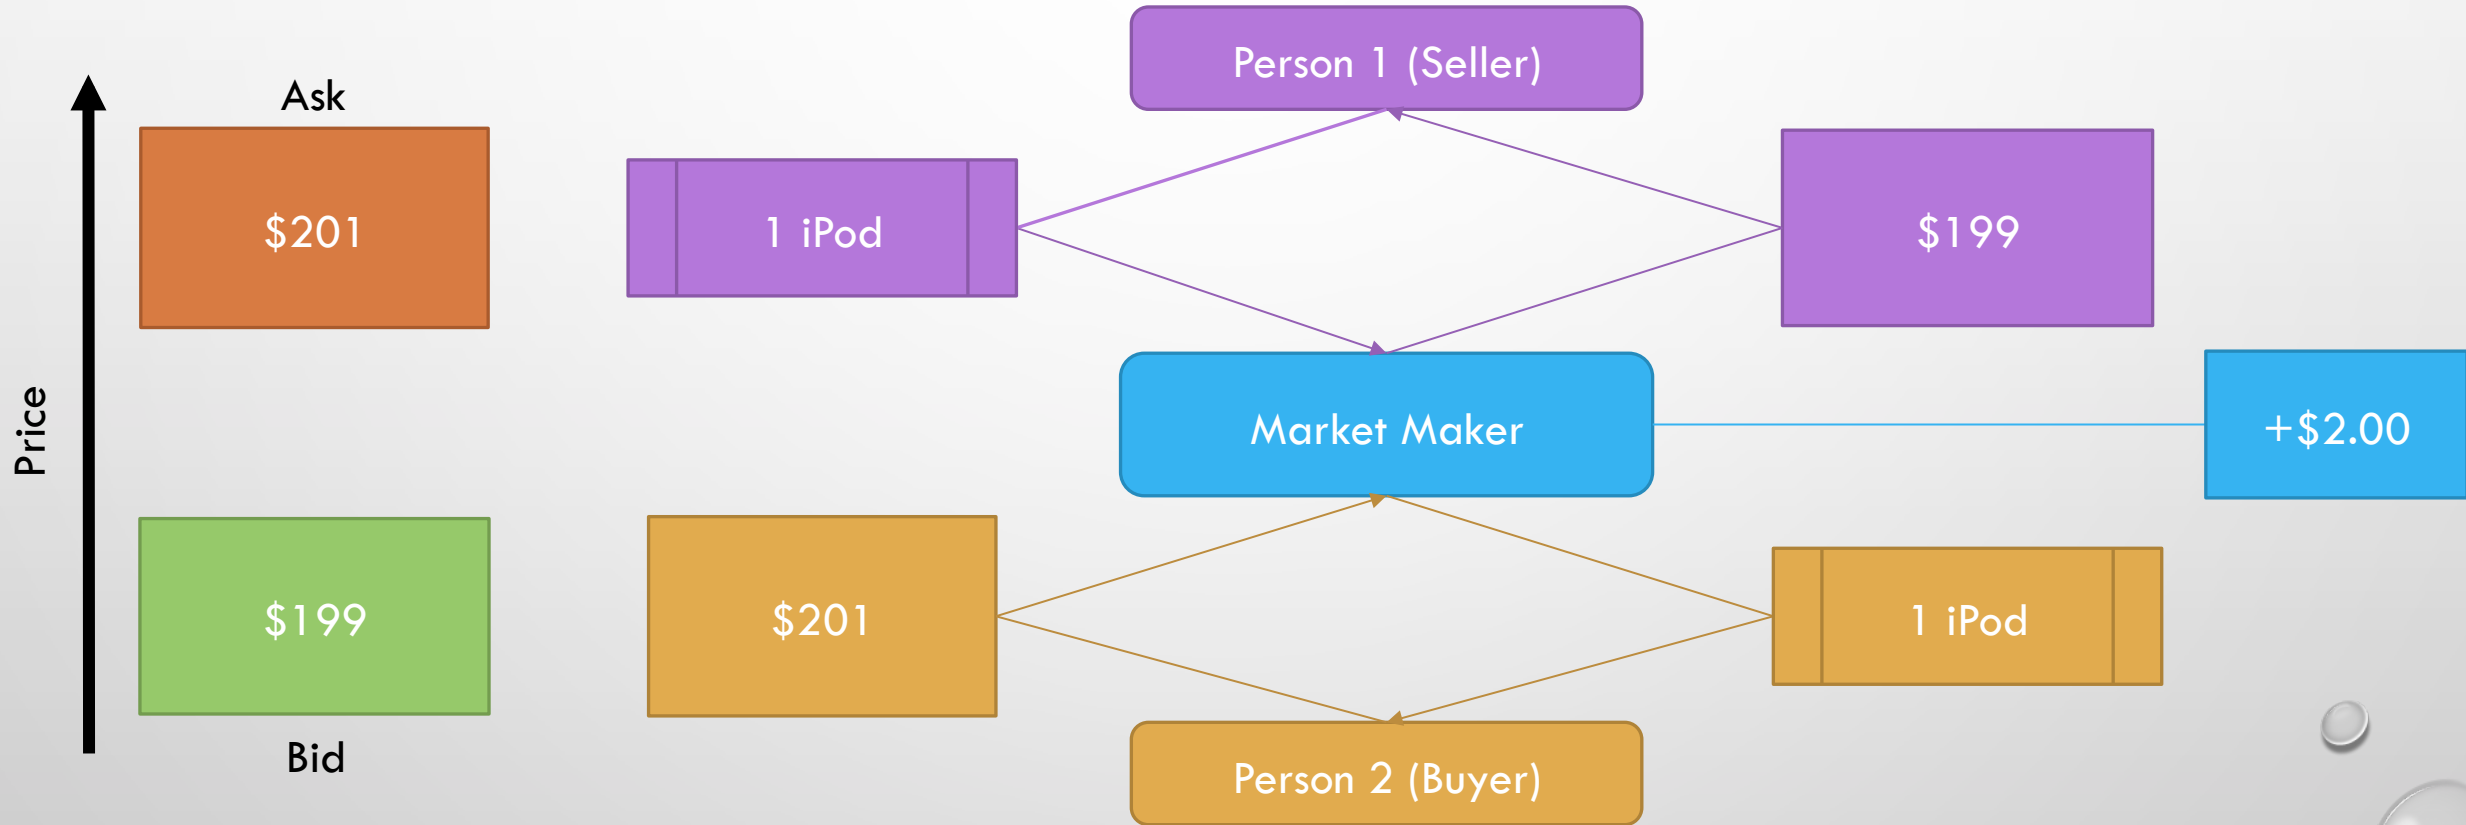 Person 1 (Seller)
Ask
$201
1 iPod
$199
Price
Market Maker
+$2.00
$199
$201
1 iPod
Bid
Person 2 (Buyer)